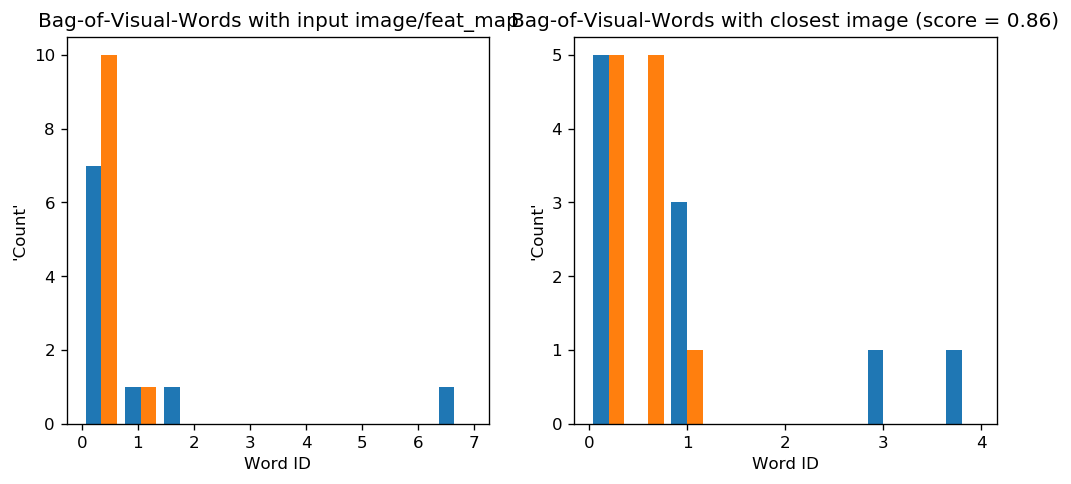 Bag-of-Visual-Words with input image/feat_map
10
8
6
4
2
0
'Count'
0 1 2 3 4 5 6 7
Word ID
Bag-of-Visual-Words with closest image (score = 0.86)
5
4
3
2
1
0
'Count'
0 1 2 3 4
Word ID